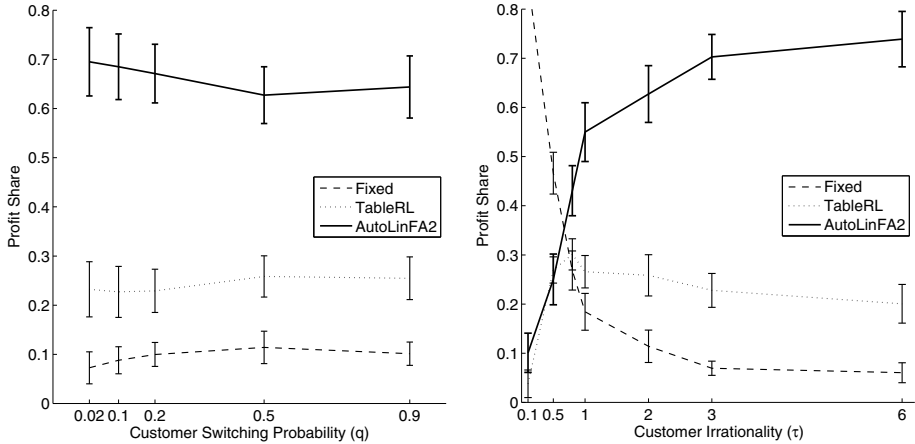 0.8
0.7
0.6
0.5
0.4
0.3
0.2
0.1
0
Profit Share
0.02 0.1 0.2 0.5 0.9
Customer Switching Probability (q)
Fixed
TableRL
AutoLinFA2
0.8
0.7
0.6
0.5
0.4
0.3
0.2
0.1
0
Profit Share
0.1 0.5 1 2 3 6
Customer Irrationality (τ)
Fixed
TableRL
AutoLinFA2